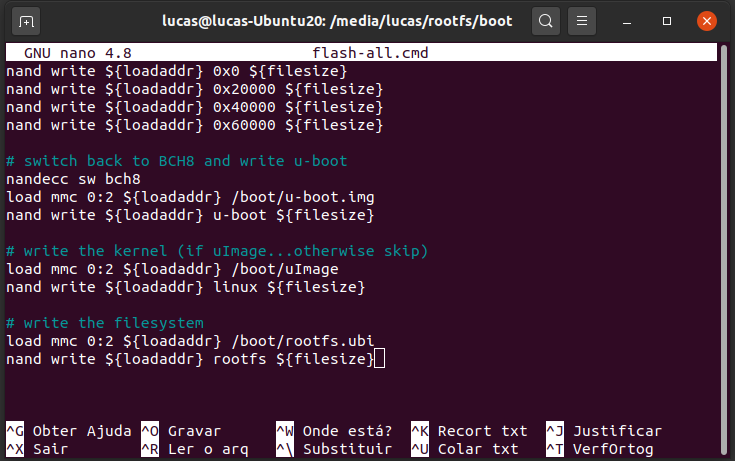 lucas@lucas-Ubuntu20: /media/lucas/rootfs/boot
GNU nano 4.8 flash-all.cmd
nand write ${loadaddr} 0x0 ${filesize}
nand write ${loadaddr} 0x20000 ${filesize}
nand write ${loadaddr} 0x40000 ${filesize}
nand write ${loadaddr} 0x60000 ${filesize}
# switch back to BCH8 and write u-boot
nandecc sw bch8
load mmc 0:2 ${loadaddr} /boot/u-boot.img
nand write ${loadaddr} u-boot ${filesize}
# write the kernel (if uImage...otherwise skip)
load mmc 0:2 ${loadaddr} /boot/uImage
nand write ${loadaddr} linux ${filesize}
# write the filesystem
load mmc 0:2 ${loadaddr} /boot/rootfs.ubi
nand write ${loadaddr} rootfs ${filesize}
^G Obter Ajuda ^O Gravar ^W Onde está? ^K Recort txt ^J Justificar
^X Sair ^R Ler o arq ^\ Substituir ^U Colar txt ^T VerfOrtog